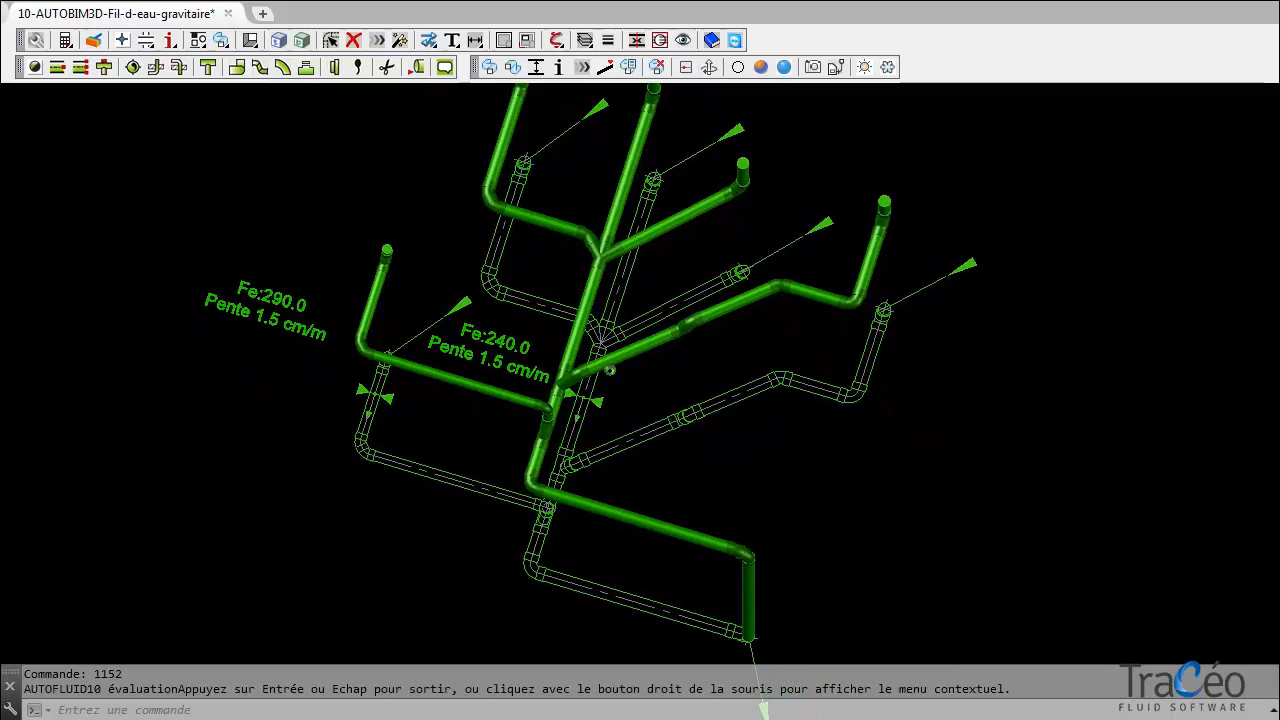 10-AUTOBIM3D-Fil-d-eau-gravitaire*
Fe:290.0
Pente 1.5 cm/m
Fe:240.0
Pente 1.5 cm/m
Commande: 1152
AUTOFLUID10 évaluationAppuyez sur Entrée ou Echap pour sortir, ou cliquez avec le bouton droit de la souris pour afficher le menu contextuel.
Entrez une commande
TraCéo
FLUID SOFTWARE